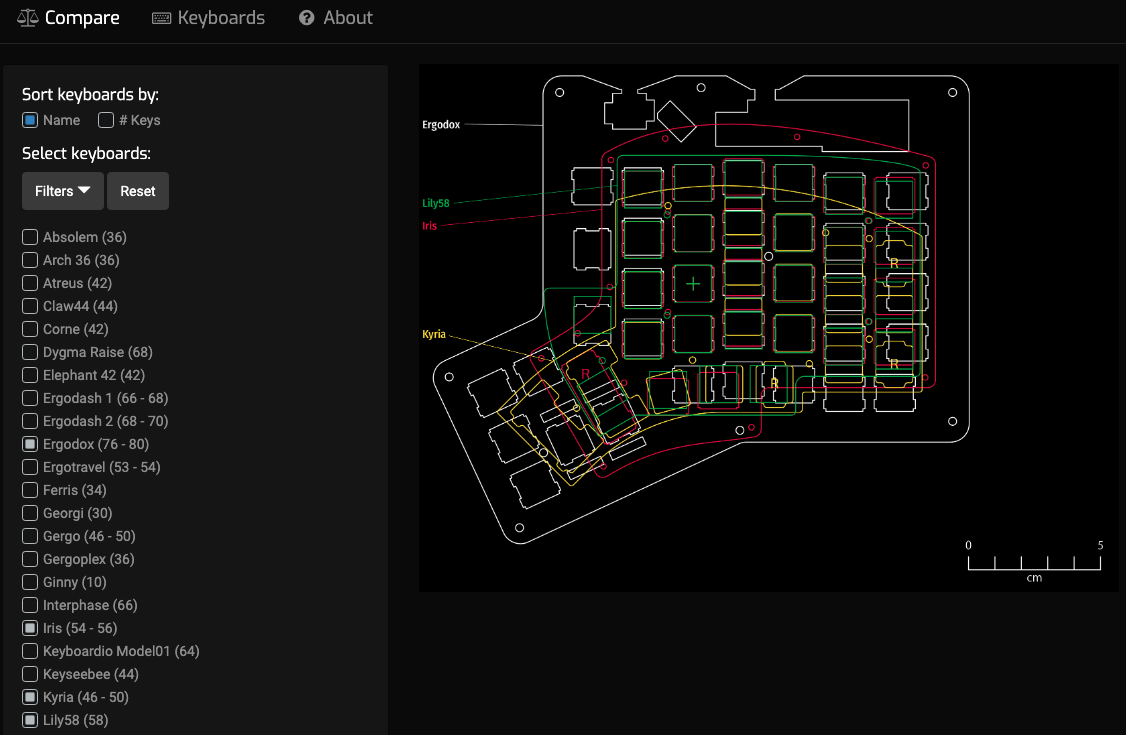 Compare Keyboards About
Sort keyboards by:
Name # Keys
Select keyboards:
Filters Reset
Absolem (36)
Arch 36 (36)
Atreus (42)
Claw44 (44)
Corne (42)
Dygma Raise (68)
Elephant 42 (42)
Ergodash 1 (66 - 68)
Ergodash 2 (68 - 70)
Ergodox (76 - 80)
Ergotravel (53 - 54)
Ferris (34)
Georgi (30)
Gergo (46 - 50)
Gergoplex (36)
Ginny (10)
Interphase (66)
Iris (54 - 56)
Keyboardio Model01 (64)
Keyseebee (44)
Kyria (46 - 50)
Lily58 (58)
Ergodox
Lily58
Iris
R
Kyria
R
R
R
0 5
cm